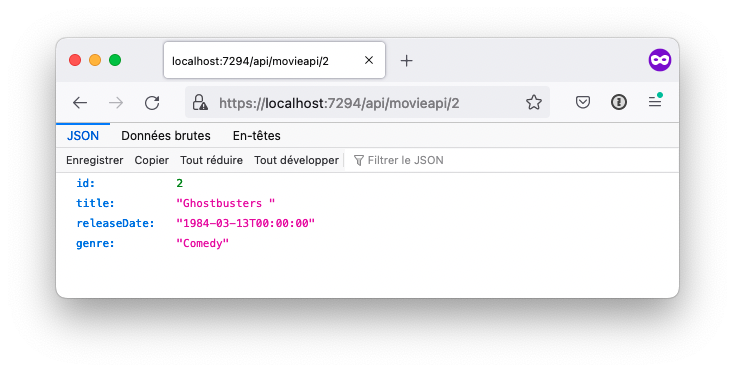 localhost:7294/api/movieapi/2
https://localhost:7294/api/movieapi/2
JSON Données brutes En-têtes
Enregistrer Copier Tout réduire Tout développer Filtrer le JSON
id: 2
title: "Ghostbusters "
releaseDate: "1984-03-13T00:00:00"
genre: "Comedy"